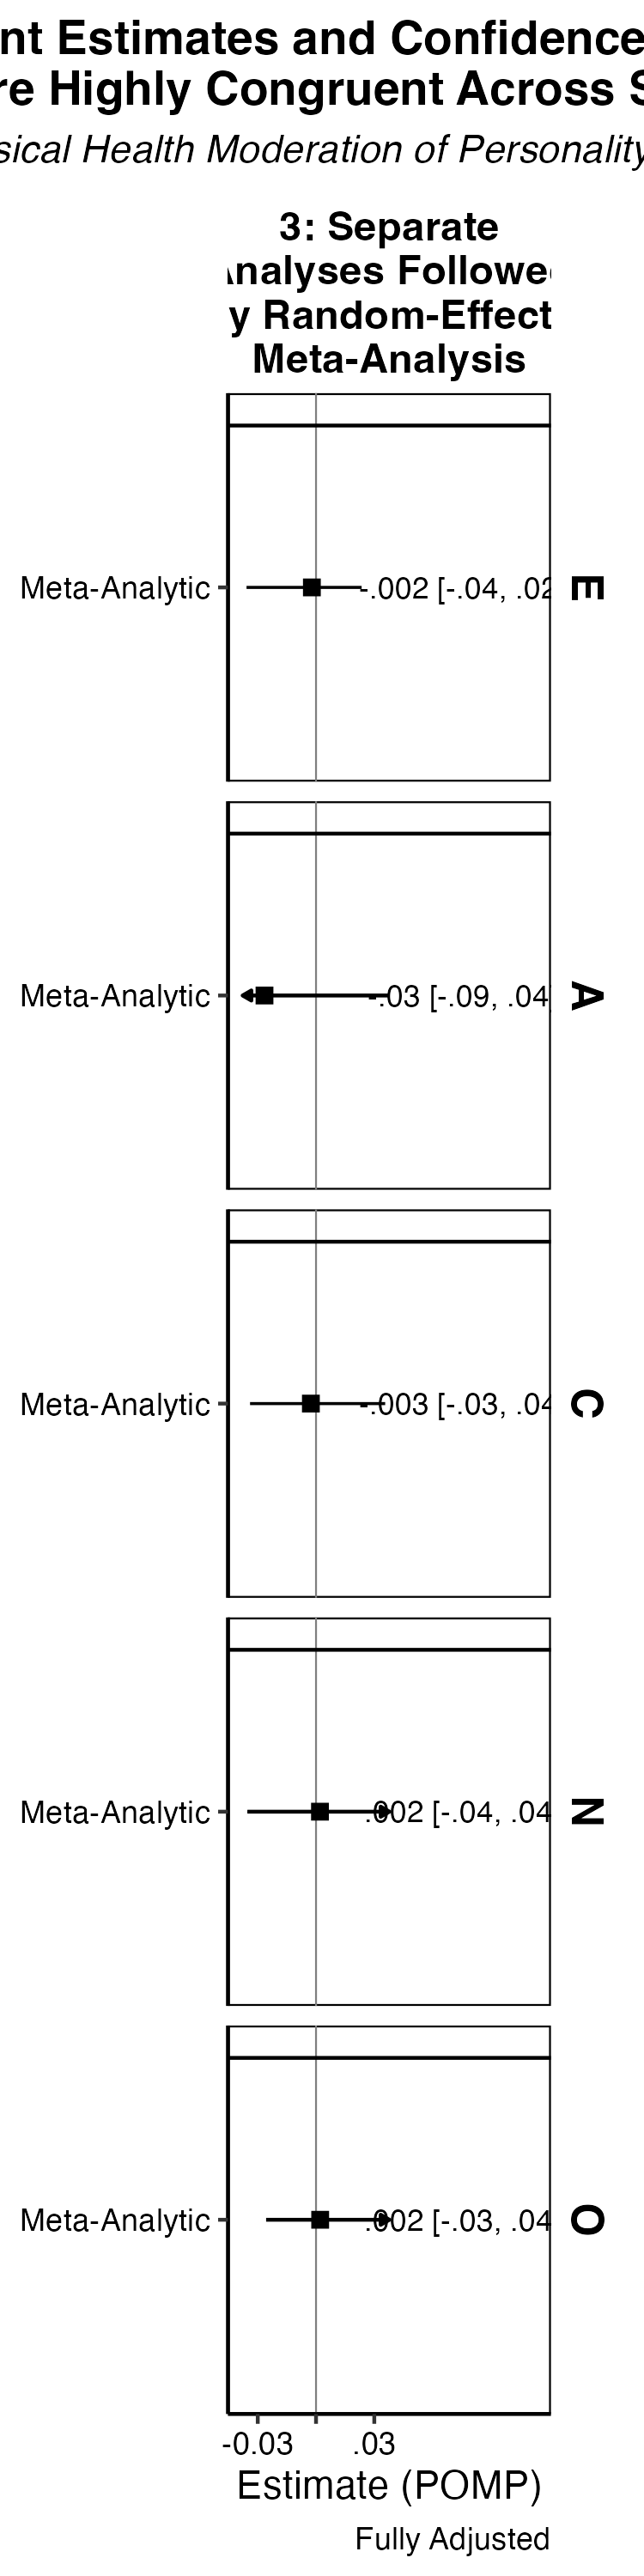 nt Estimates and Confidence
re Highly Congruent Across S
sical Health Moderation of Personality
3: Separate
nalyses Followe
y Random-Effect
Meta-Analysis
Meta-Analytic -.002 [-.04, .02 E
Meta-Analytic -.03 [-.09, .04] A
Meta-Analytic -.003 [-.03, .04 C
Meta-Analytic .002 [-.04, .04 N
Meta-Analytic .002 [-.03, .04 O
-0.03 .03
Estimate (POMP)
Fully Adjusted